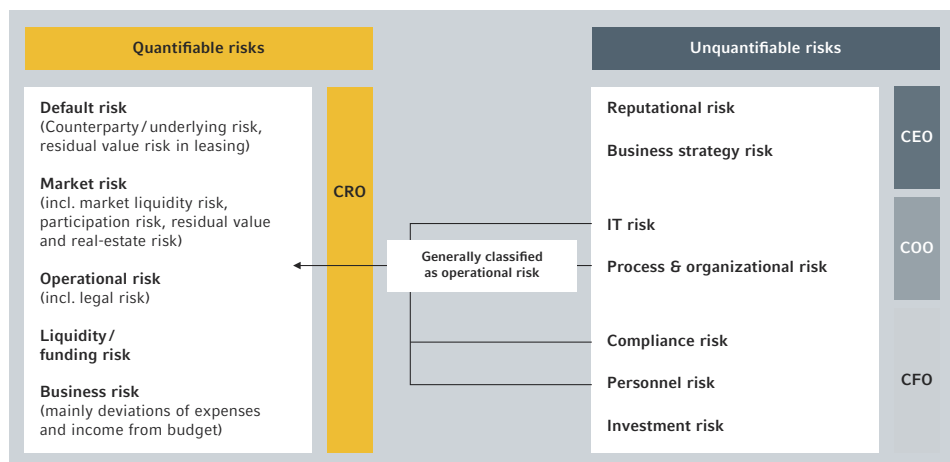 Quantifiable risks
Default risk
(Counterparty/underlying risk,
residual value risk in leasing)
Market risk
(incl. market liquidity risk,
participation risk, residual value
and real-estate risk)
Operational risk
(incl. legal risk)
Liquidity/
funding risk
Business risk
(mainly deviations of expenses
and income from budget)
CRO
Generally classified
as operational risk
Unquantifiable risks
Reputational risk
Business strategy risk
IT risk
Process & organizational risk
Compliance risk
Personnel risk
Investment risk
CEO
COO
CFO